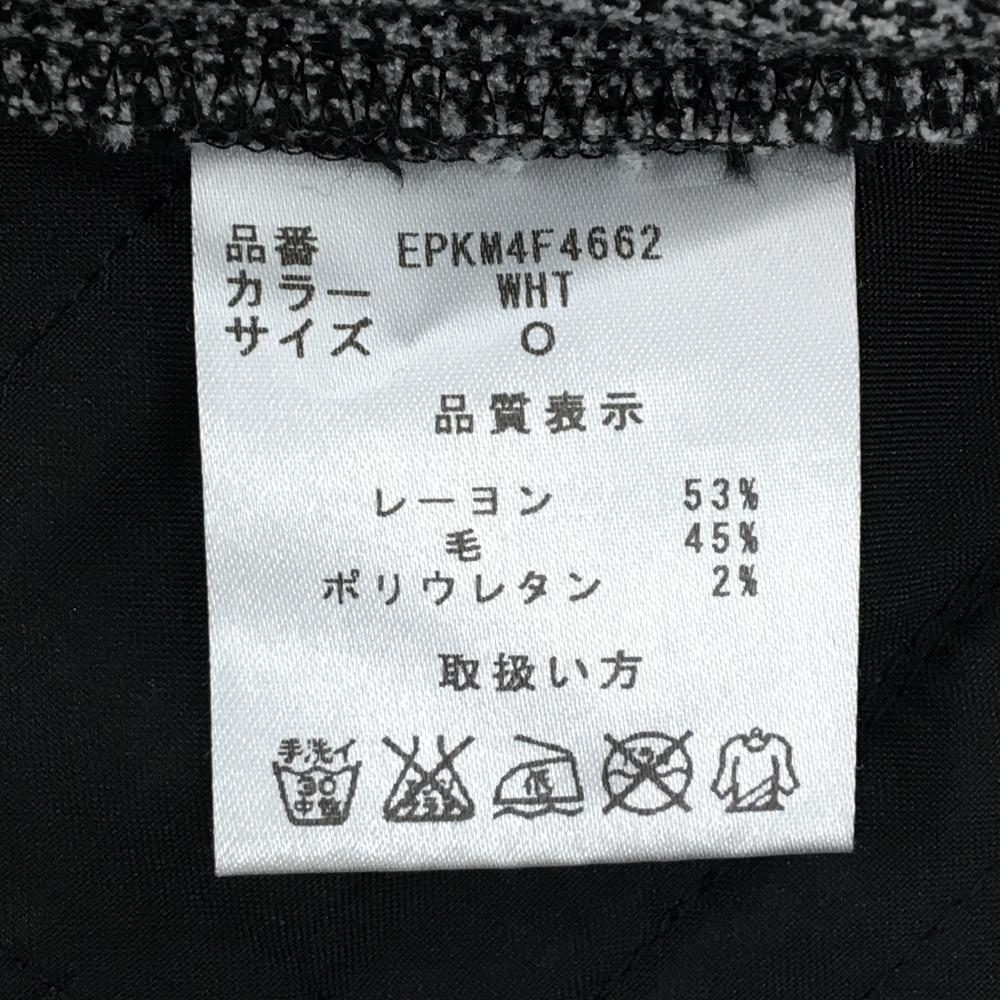 品番 EPKM4F4662
カラー WHT
サイズ O
品質表示
レーヨン 53%
毛 45%
ポリウレタン 2%
取扱い方
手洗イ
30
中性
低